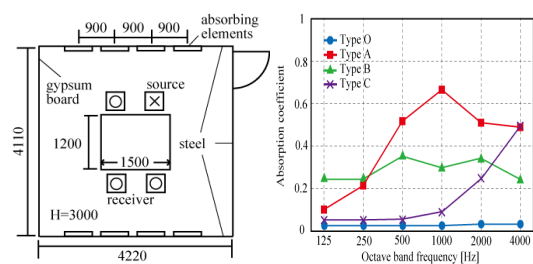 900
900
900
absorbing
elements
gypsum
board
source
4110
1200
1500
steel
receiver
H=3000
4220
Absorption coefficient
1
0.8
0.6
0.4
0.2
0
Type O
Type A
Type B
Type C
125
250
500
1000
2000
4000
Octave band frequency [Hz]